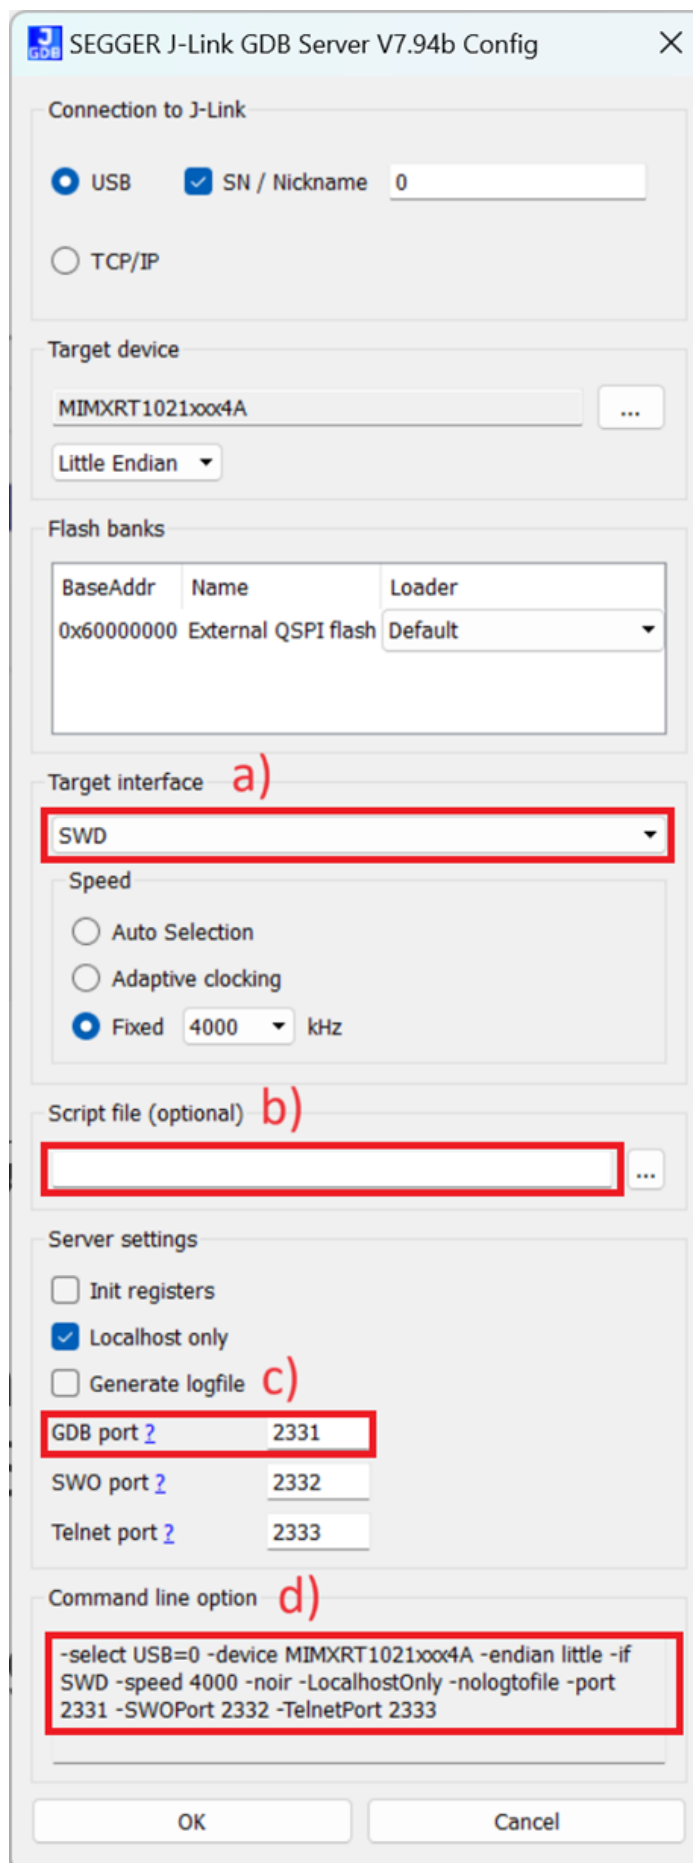 J GDB SEGGER J-Link GDB Server V7.94b Config
Connection to J-Link
USB SN / Nickname 0
TCP/IP
Target device
MIMXRT1021xxx4A ...
Little Endian
Flash banks
BaseAddr Name Loader
0x60000000 External QSPI flash Default
Target interface a)
SWD
Speed
Auto Selection
Adaptive clocking
Fixed 4000 kHz
Script file (optional) b)
...
Server settings
Init registers
Localhost only
Generate logfile c)
GDB port ? 2331
SWO port ? 2332
Telnet port ? 2333
Command line option d)
-select USB=0 -device MIMXRT1021xxx4A -endian little -if
SWD -speed 4000 -noir -LocalhostOnly -nologtofile -port
2331 -SWOPort 2332 -TelnetPort 2333
OK Cancel